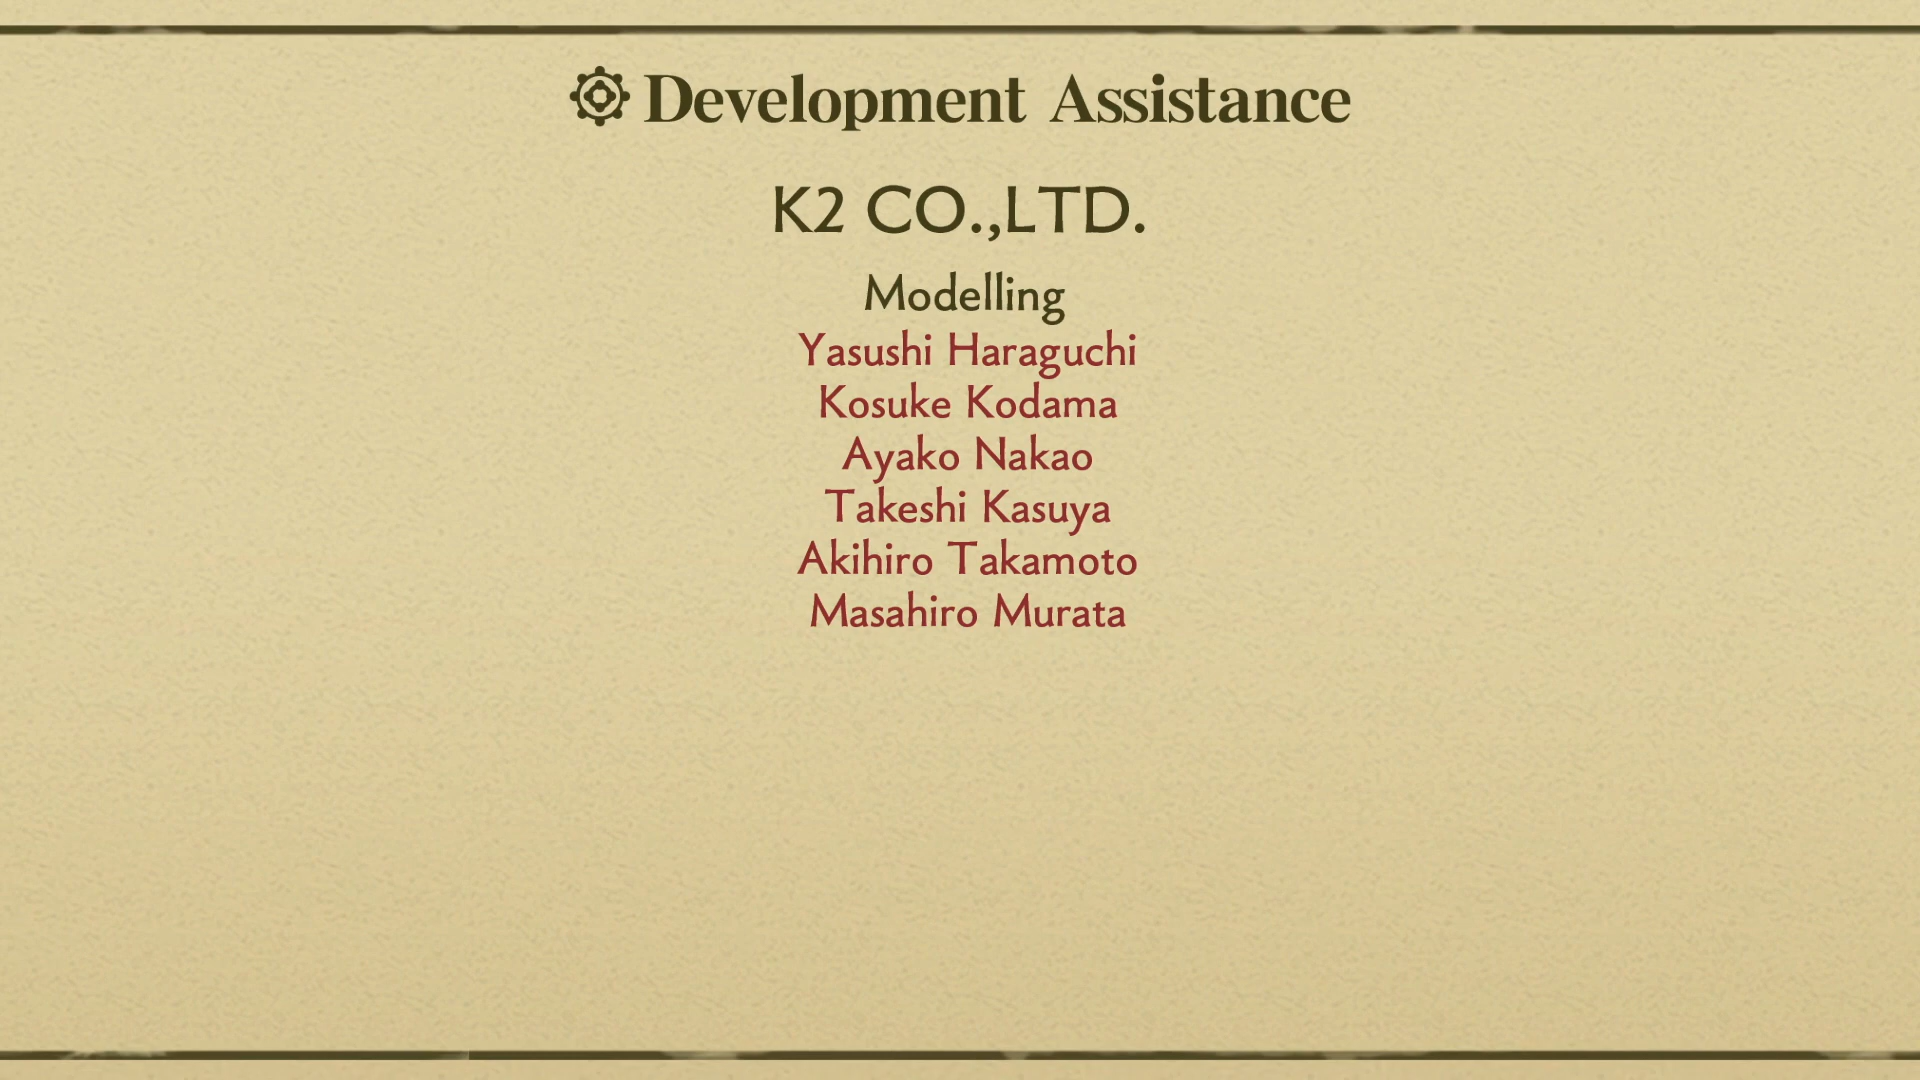 Development Assistance
K2 CO.,LTD.
Modelling
Yasushi Haraguchi
Kosuke Kodama
Ayako Nakao
Takeshi Kasuya
Akihiro Takamoto
Masahiro Murata